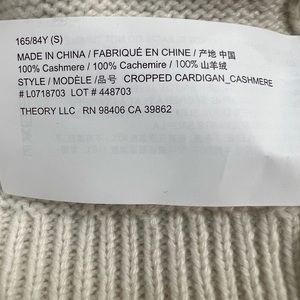 165/84Y (S)
MADE IN CHINA / FABRIQUÉ EN CHINE / 产地 中国
100% Cashmere / 100% Cachemire / 100% 山羊绒
STYLE / MODÈLE /品号 CROPPED CARDIGAN_CASHMERE
# L0718703 LOT # 448703
THEORY LLC RN 98406 CA 39862